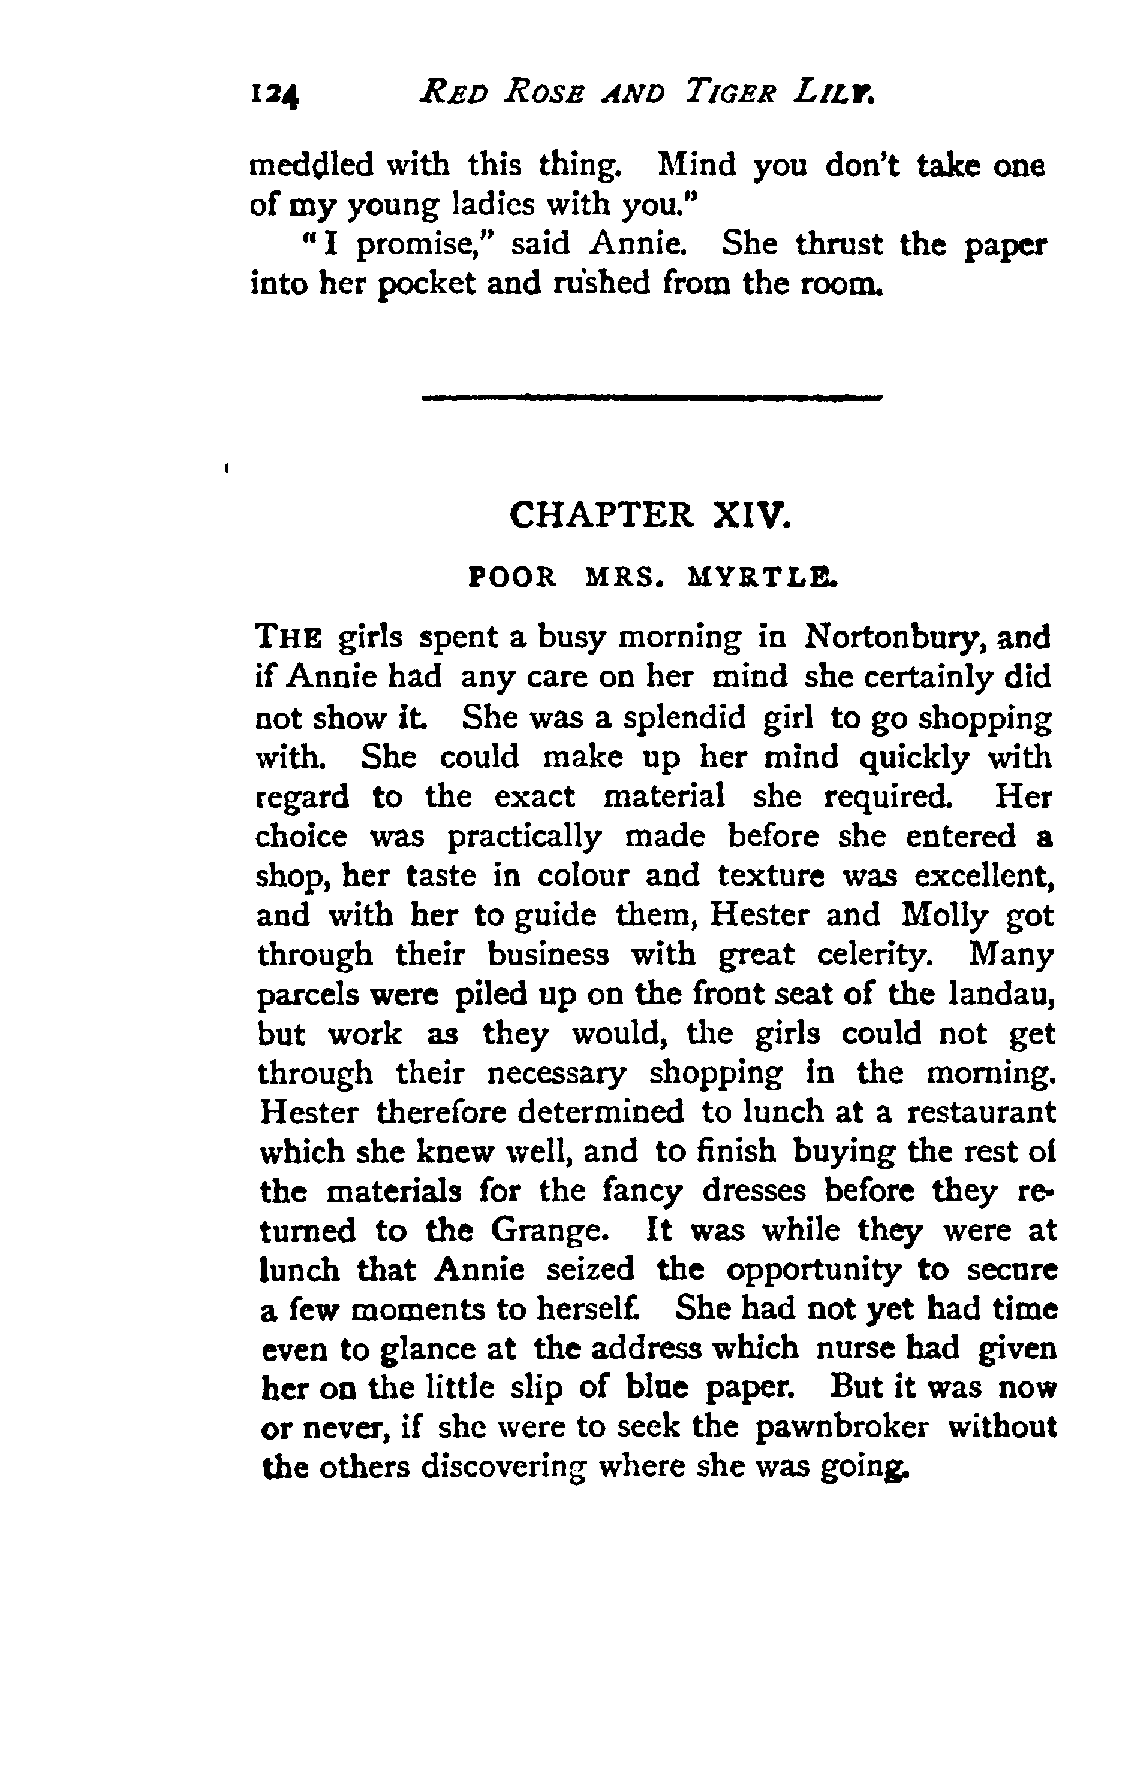 124 RED ROSE AND TIGER LILY.
meddled with this thing. Mind you don't take one
of my young ladies with you."
"I promise," said Annie. She thrust the paper
into her pocket and rushed from the room.
CHAPTER XIV.
POOR MRS. MYRTLE.
THE girls spent a busy morning in Nortonbury, and
if Annie had any care on her mind she certainly did
not show it. She was a splendid girl to go shopping
with. She could make up her mind quickly with
regard to the exact material she required. Her
choice was practically made before she entered a
shop, her taste in colour and texture was excellent,
and with her to guide them, Hester and Molly got
through their business with great celerity. Many
parcels were piled up on the front seat of the landau,
but work as they would, the girls could not get
through their necessary shopping in the morning.
Hester therefore determined to lunch at a restaurant
which she knew well, and to finish buying the rest of
the materials for the fancy dresses before they re-
turned to the Grange. It was while they were at
lunch that Annie seized the opportunity to secure
a few moments to herself. She had not yet had time
even to glance at the address which nurse had given
her on the little slip of blue paper. But it was now
or never, if she were to seek the pawnbroker without
the others discovering where she was going.